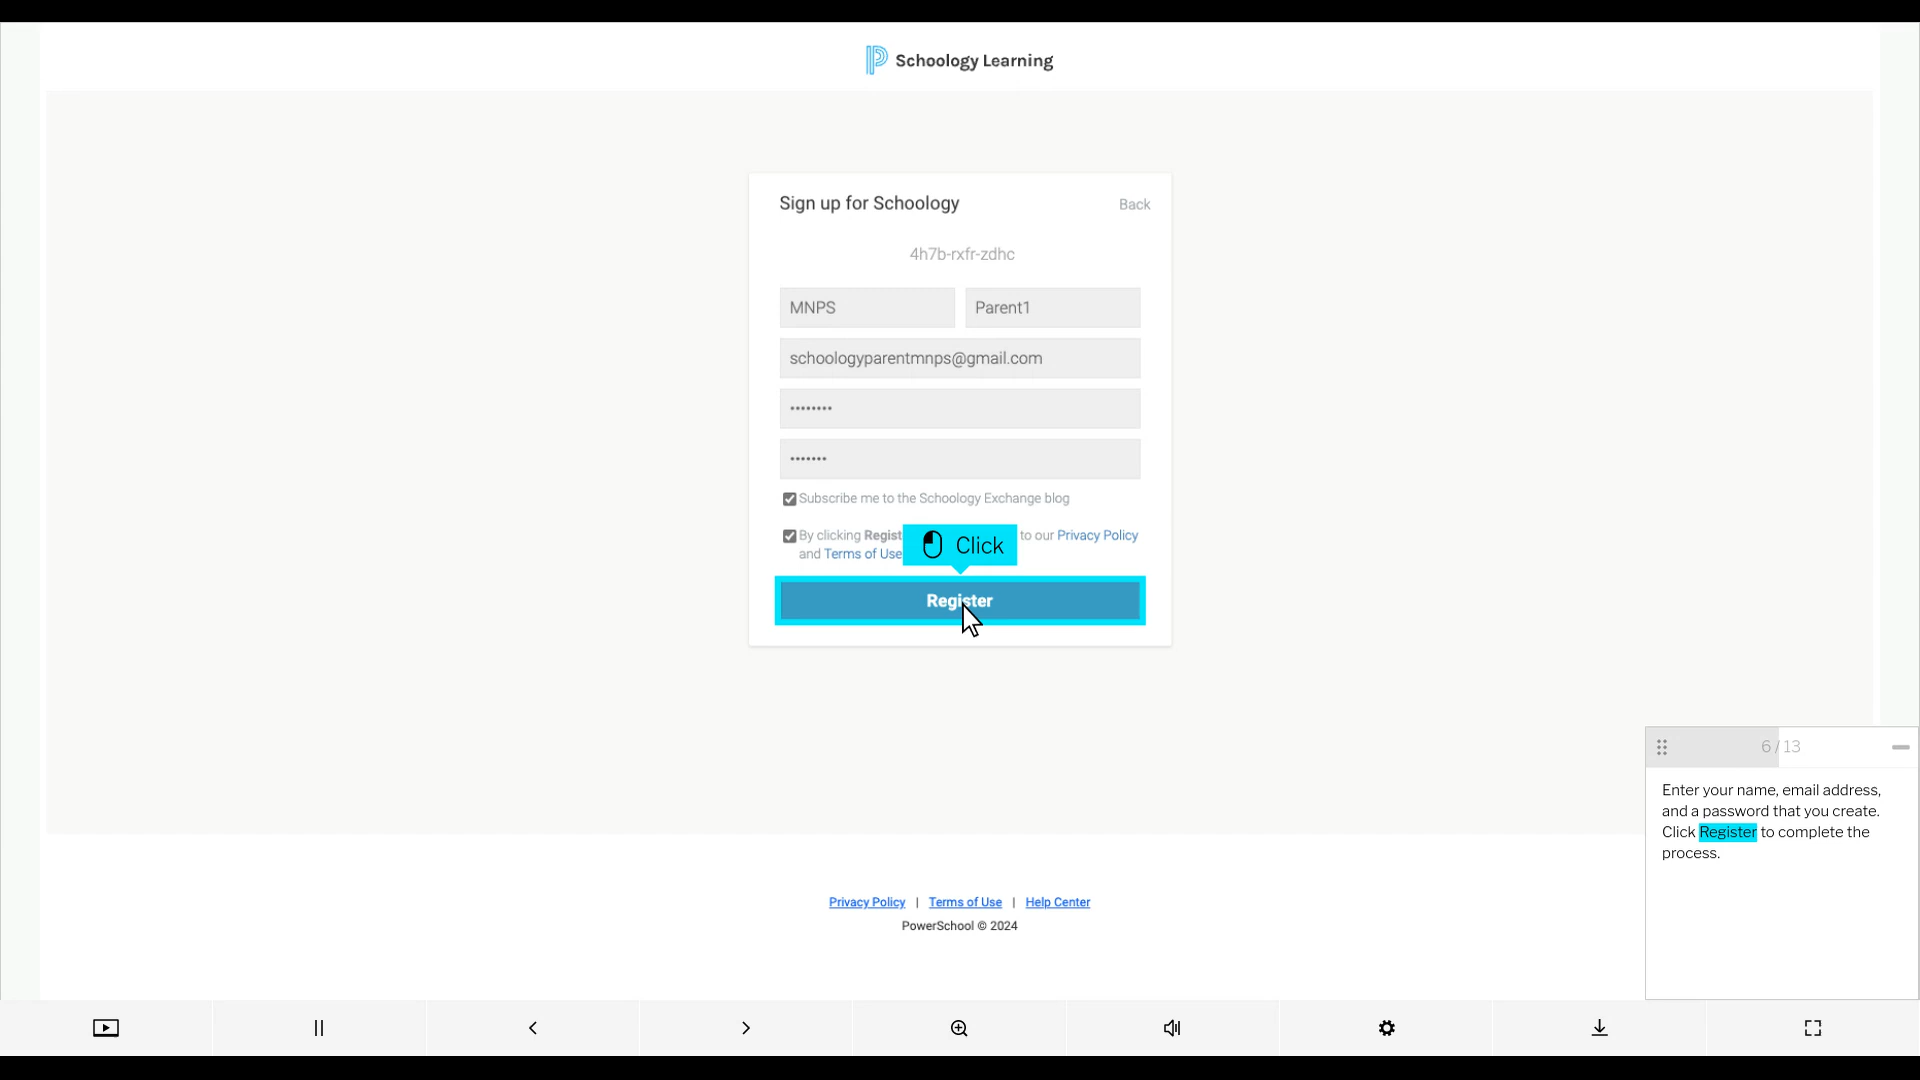 Schoology Learning
Sign up for Schoology
Back
4h7b-rxfr-zdhc
MNPS
Parent1
schoologyparentmnps@gmail.com
••••••••
•••••••
Subscribe me to the Schoology Exchange blog
By clicking Regist to our Privacy Policy
and Terms of Use
Click
Register
6 / 13
Enter your name, email address,
and a password that you create.
Click Register to complete the
process.
Privacy Policy | Terms of Use | Help Center
PowerSchool © 2024